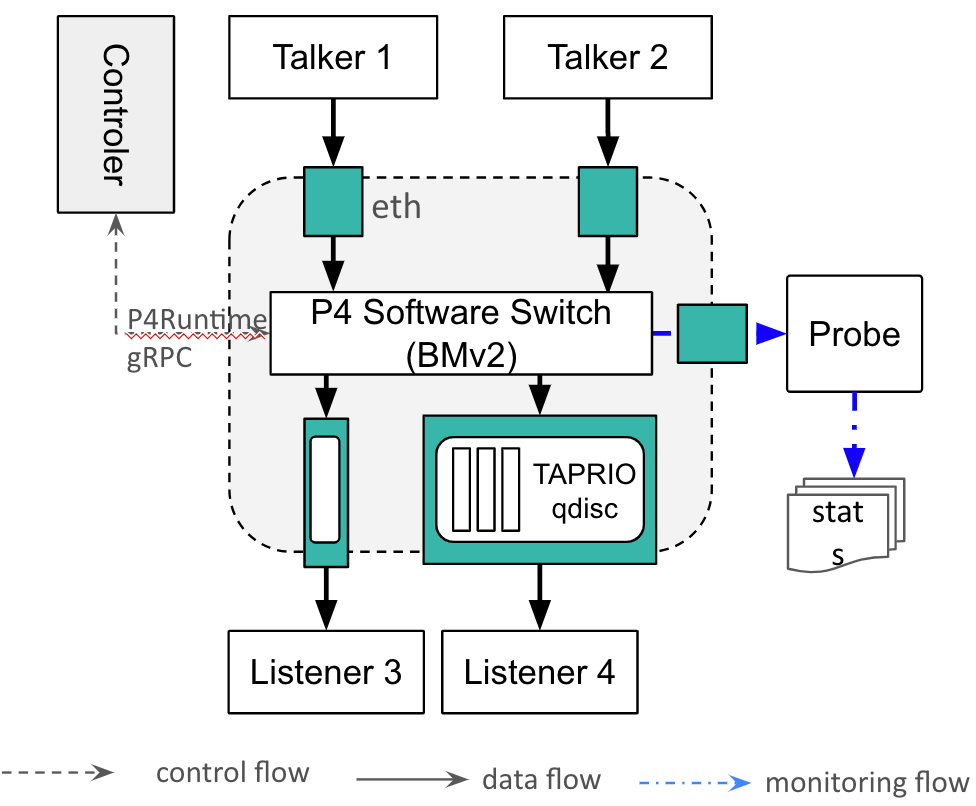 Controler
Talker 1
Talker 2
eth
P4Runtime
gRPC
P4 Software Switch
(BMv2)
Probe
TAPRIO
qdisc
stat
s
Listener 3
Listener 4
control flow
data flow
monitoring flow